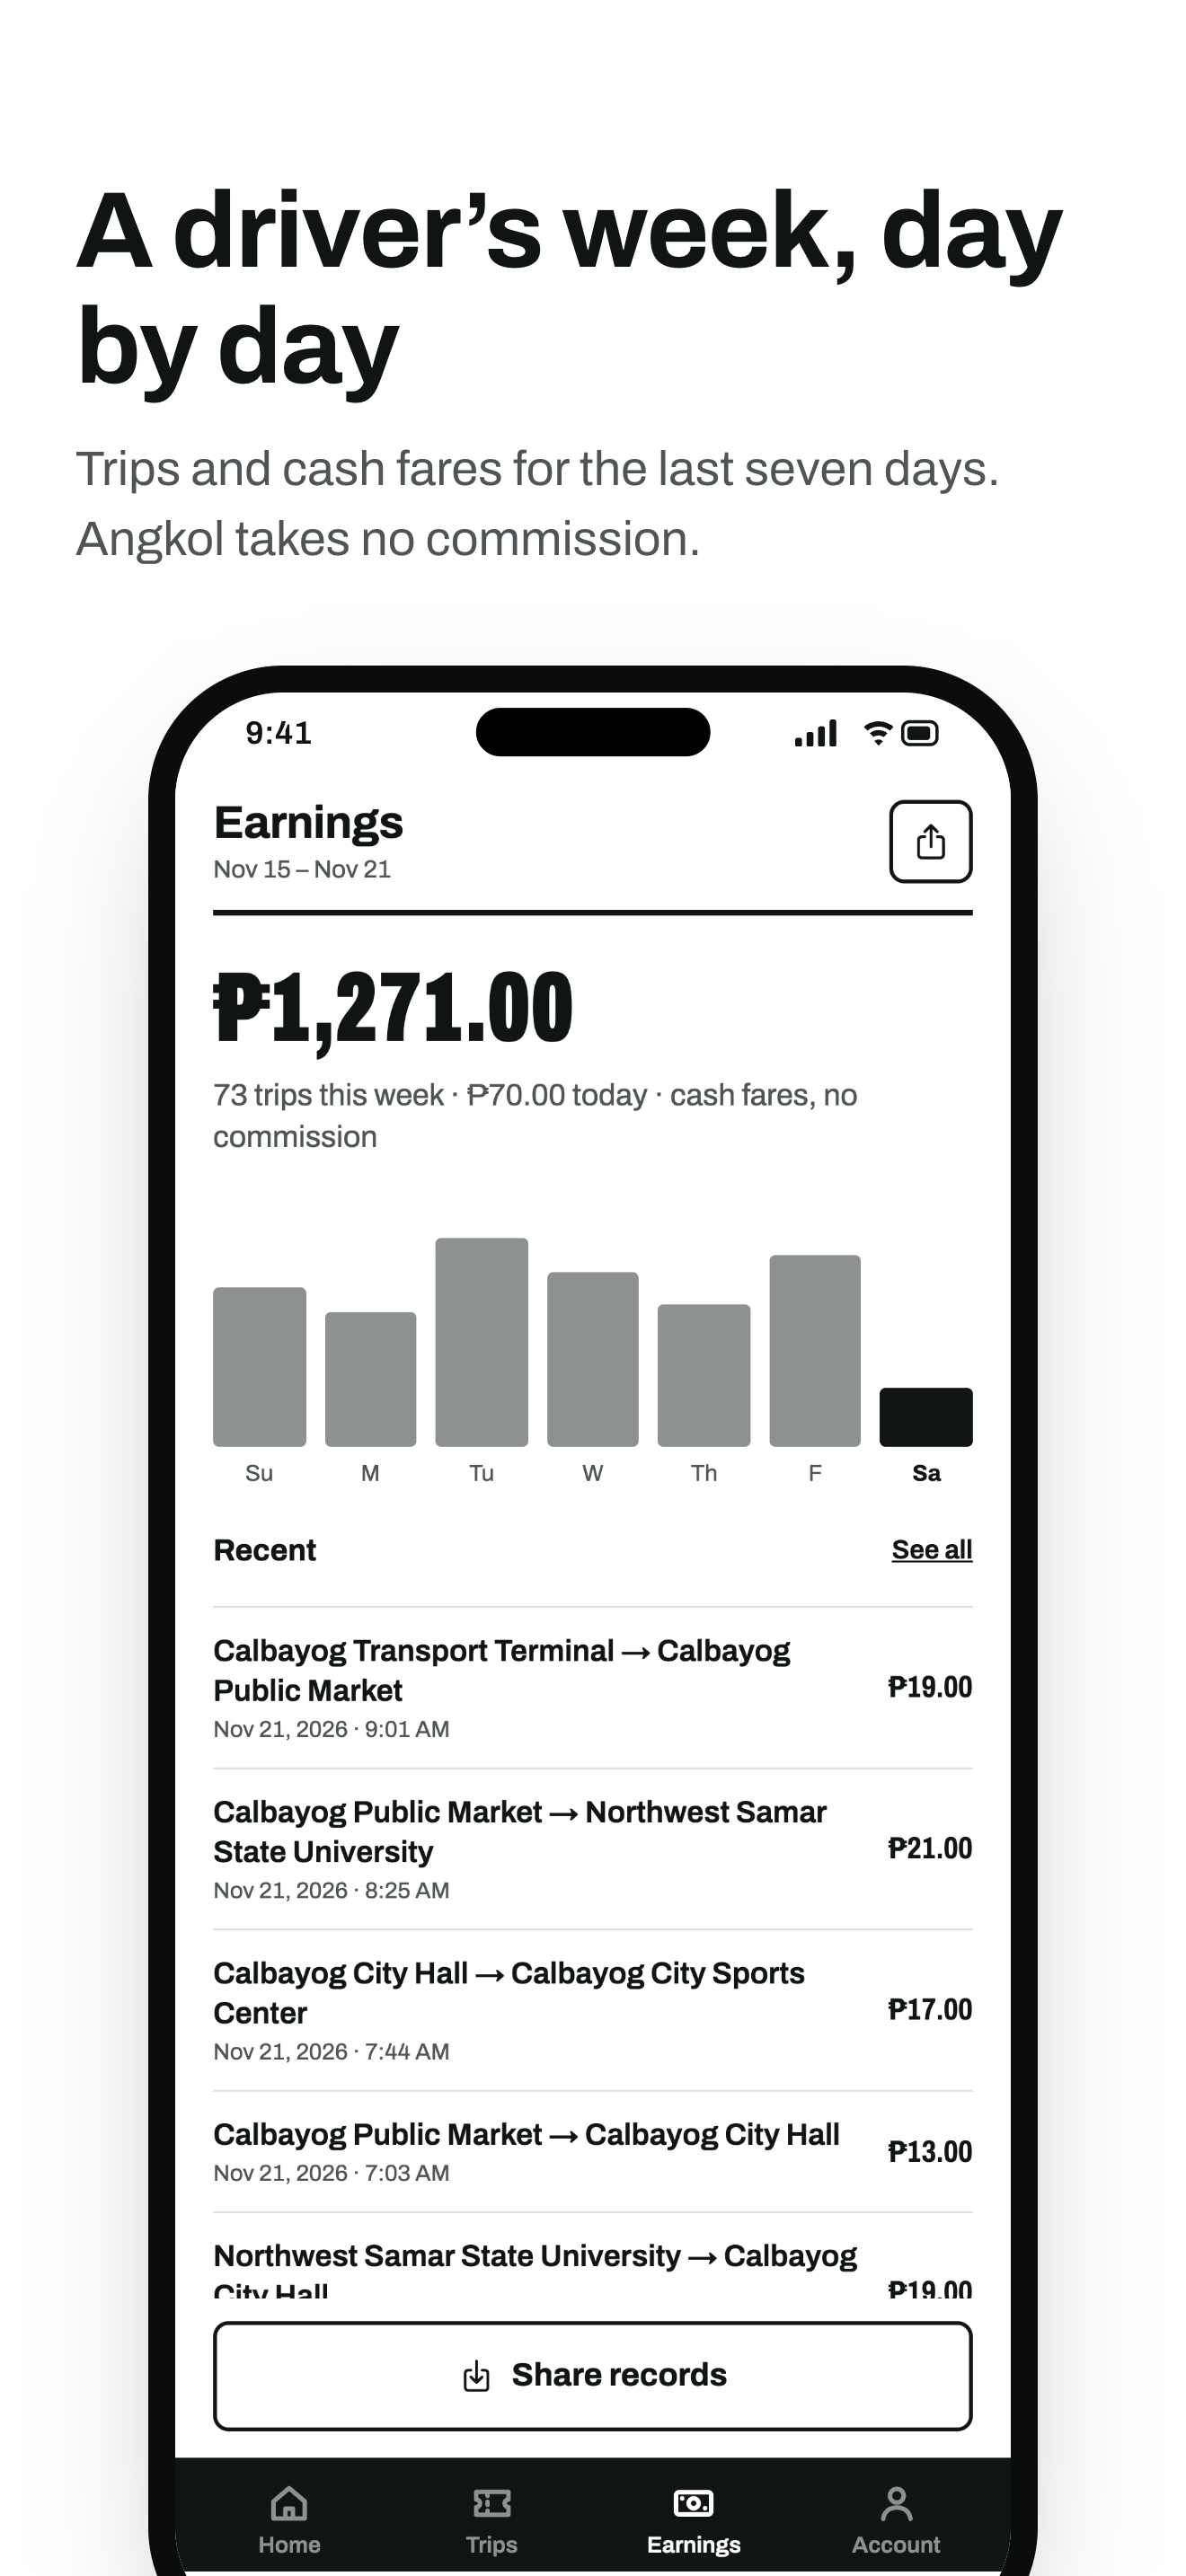 A driver’s week, day
by day
Trips and cash fares for the last seven days.
Angkol takes no commission.
9:41
Earnings
Nov 15 – Nov 21
₱1,271.00
73 trips this week · ₱70.00 today · cash fares, no
commission
Su M Tu W Th F Sa
Recent
See all
Calbayog Transport Terminal → Calbayog
Public Market
₱19.00
Nov 21, 2026 · 9:01 AM
Calbayog Public Market → Northwest Samar
State University
₱21.00
Nov 21, 2026 · 8:25 AM
Calbayog City Hall → Calbayog City Sports
Center
₱17.00
Nov 21, 2026 · 7:44 AM
Calbayog Public Market → Calbayog City Hall
₱13.00
Nov 21, 2026 · 7:03 AM
Northwest Samar State University → Calbayog
City Hall
₱19.00
Share records
Home Trips Earnings Account